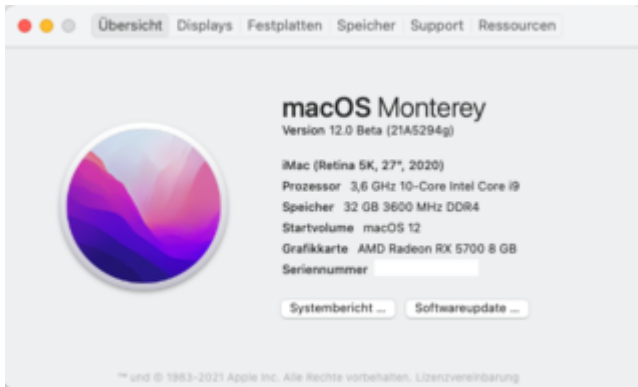 Übersicht Displays Festplatten Speicher Support Ressourcen
macOS Monterey
Version 12.0 Beta (21A5294g)
iMac (Retina 5K, 27", 2020)
Prozessor 3,6 GHz 10-Core Intel Core i9
Speicher 32 GB 3600 MHz DDR4
Startvolume macOS 12
Grafikkarte AMD Radeon RX 5700 8 GB
Seriennummer
Systembericht ... Softwareupdate ...
™ und © 1983-2021 Apple Inc. Alle Rechte vorbehalten. Lizenzvereinbarung